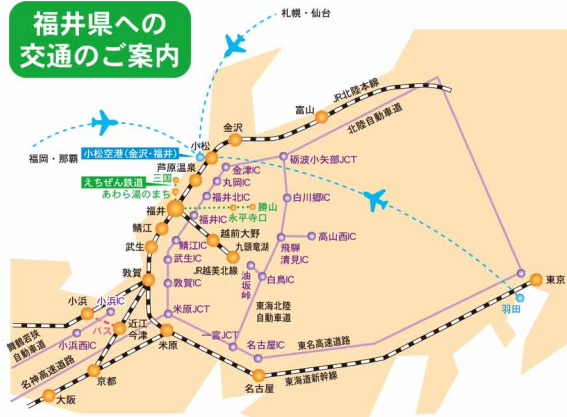 福井県への
交通のご案内
札幌・仙台
福岡・那覇
小松空港(金沢・福井)
小松
金沢
富山
JR北陸本線
北陸自動車道
芦原温泉
三国
えちぜん鉄道
あわら湯のまち
福井
勝山
永平寺口
金津IC
丸岡IC
福井北IC
福井IC
砺波小矢部JCT
白川郷IC
飛騨
清見IC
高山西IC
白鳥IC
油坂峠
東海北陸
自動車道
鯖江
武生
敦賀
越前大野
九頭竜湖
JR越美北線
鯖江IC
武生IC
敦賀IC
米原JCT
一宮JCT
名古屋IC
小浜
小浜IC
小浜西IC
バス
近江
今津
舞鶴若狭
自動車道
名神高速道路
米原
京都
大阪
名古屋
東海道新幹線
東名高速道路
東京
羽田